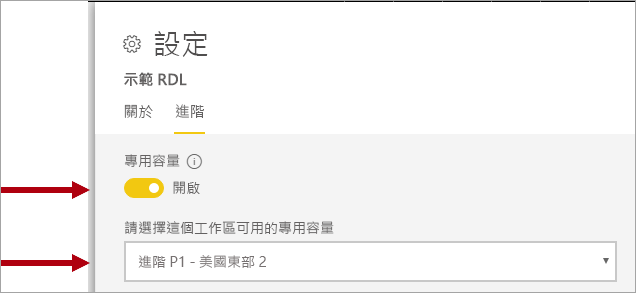 設定
示範 RDL
關於 進階
專用容量
開啟
請選擇這個工作區可用的專用容量
進階 P1 - 美國東部 2